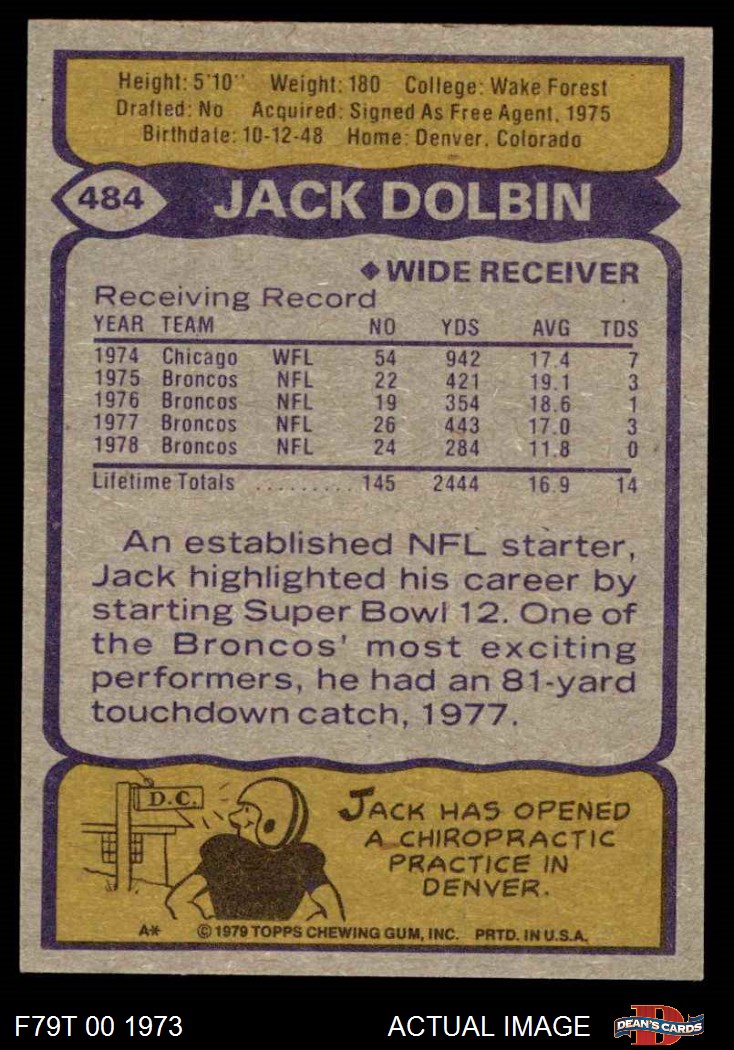 Height: 5'10" Weight: 180 College: Wake Forest
Drafted: No Acquired: Signed As Free Agent, 1975
Birthdate: 10-12-48 Home: Denver, Colorado
484 JACK DOLBIN
◆ WIDE RECEIVER
Receiving Record
YEAR TEAM NO YDS AVG TDS
1974 Chicago WFL 54 942 17.4 7
1975 Broncos NFL 22 421 19.1 3
1976 Broncos NFL 19 354 18.6 1
1977 Broncos NFL 26 443 17.0 3
1978 Broncos NFL 24 284 11.8 0
Lifetime Totals ......... 145 2444 16.9 14
An established NFL starter,
Jack highlighted his career by
starting Super Bowl 12. One of
the Broncos' most exciting
performers, he had an 81-yard
touchdown catch, 1977.
D.C.
JACK HAS OPENED
A CHIROPRACTIC
PRACTICE IN
DENVER.
A* © 1979 TOPPS CHEWING GUM, INC. PRTD. IN U.S.A.
F79T 00 1973 ACTUAL IMAGE D DEAN'S CARDS